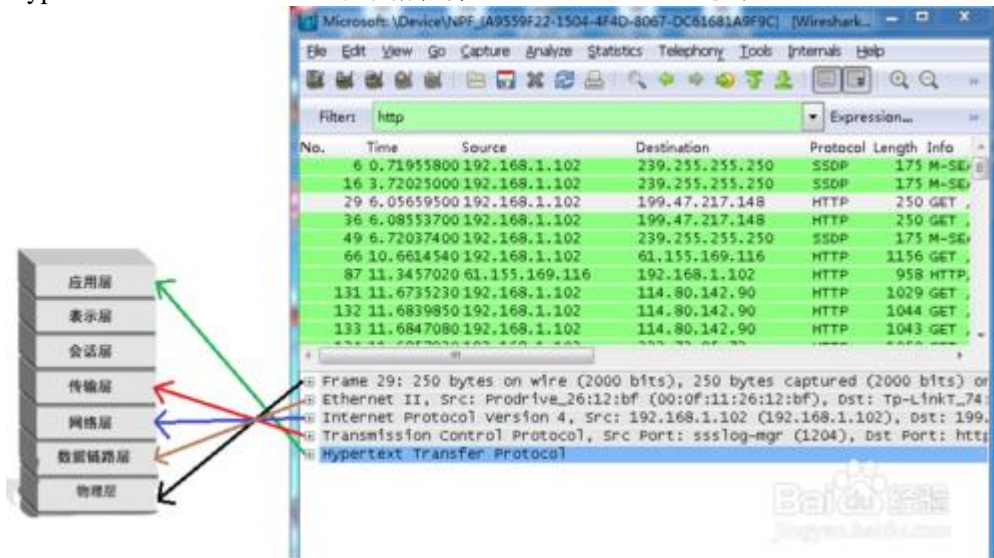 Microsoft: \Device\NPF_{A9559F22-1504-4F4D-8067-DC61681A9F9C} [Wireshark
File Edit View Go Capture Analyze Statistics Telephony Tools Internals Help
Filter: http Expression...
No. Time Source Destination Protocol Length Info
6 0.71955800 192.168.1.102 239.255.255.250 SSDP 175 M-SE
16 3.72025000 192.168.1.102 239.255.255.250 SSDP 175 M-SE
29 6.05659500 192.168.1.102 199.47.217.148 HTTP 250 GET
36 6.08553700 192.168.1.102 199.47.217.148 HTTP 250 GET
49 6.72037400 192.168.1.102 239.255.255.250 SSDP 175 M-SE
66 10.6614540 192.168.1.102 61.155.169.116 HTTP 1156 GET
87 11.3457020 61.155.169.116 192.168.1.102 HTTP 958 HTTP
131 11.6735230 192.168.1.102 114.80.142.90 HTTP 1029 GET
132 11.6839850 192.168.1.102 114.80.142.90 HTTP 1044 GET
133 11.6847080 192.168.1.102 114.80.142.90 HTTP 1043 GET
应用层
表示层
会话层
传输层
网络层
数据链路层
物理层
Frame 29: 250 bytes on wire (2000 bits), 250 bytes captured (2000 bits) on
Ethernet II, Src: Prodrive_26:12:bf (00:0f:11:26:12:bf), Dst: Tp-LinkT_74:
Internet Protocol Version 4, Src: 192.168.1.102 (192.168.1.102), Dst: 199.
Transmission Control Protocol, Src Port: ssslog-mgr (1204), Dst Port: http
Hypertext Transfer Protocol
Baidu 经验
jingyan.baidu.com